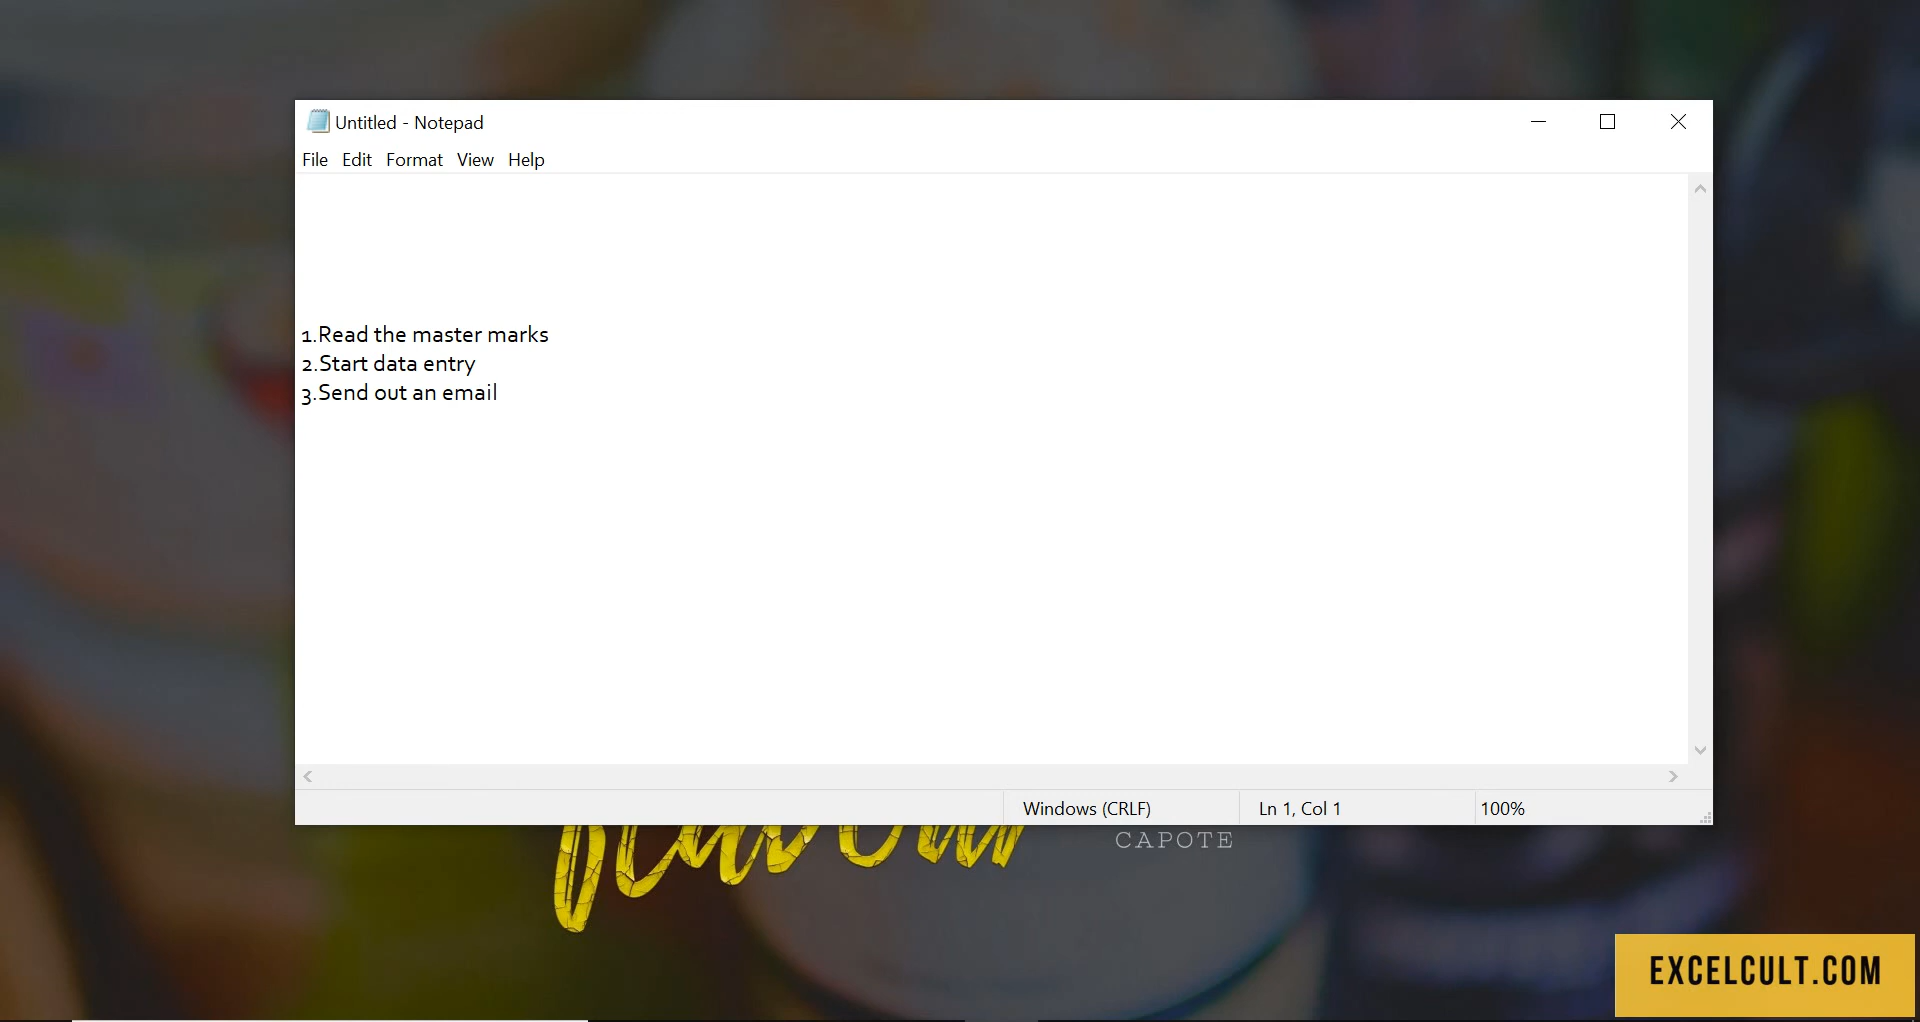 Untitled - Notepad
File Edit Format View Help
1.Read the master marks
2.Start data entry
3.Send out an email
Windows (CRLF) Ln 1, Col 1 100%
CAPOTE
EXCELCULT.COM